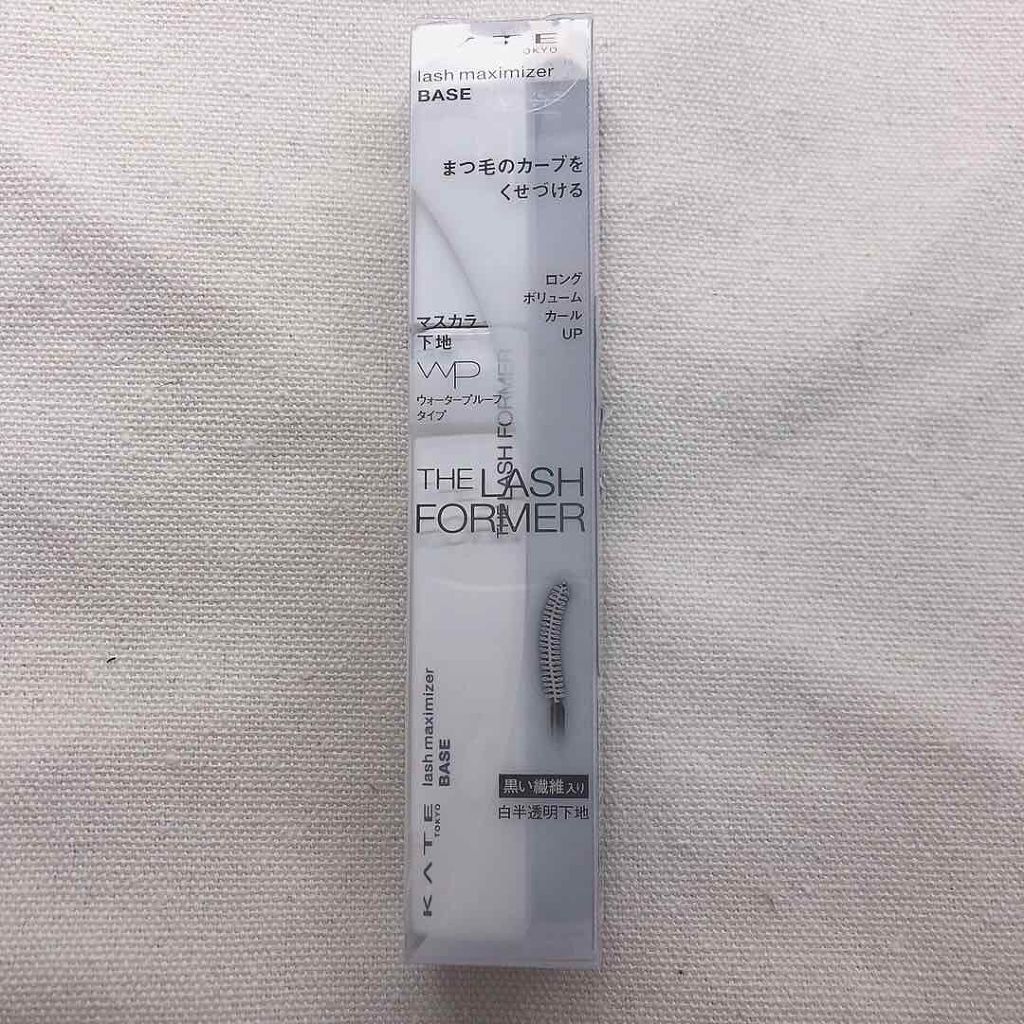 KATE
TOKYO
lash maximizer
BASE
まつ毛のカーブを
くせづける
ロング
ボリューム
カール
UP
マスカラ
下地
wp
ウォータープルーフ
タイプ
THE LASH
FORMER
THE LASH FORMER
黒い繊維入り
白半透明下地
KATE
TOKYO
lash maximizer
BASE